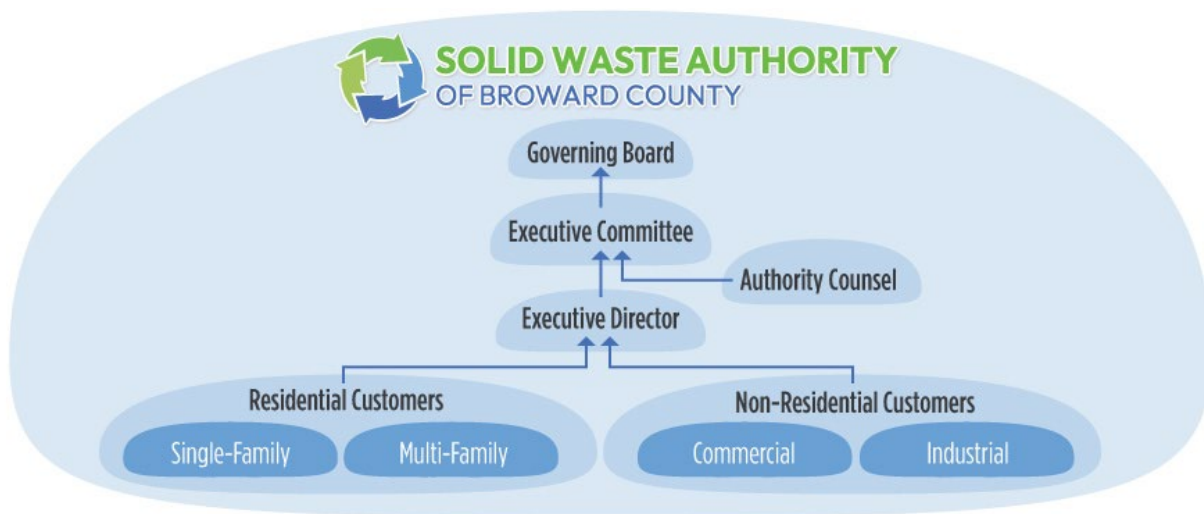 SOLID WASTE AUTHORITY
OF BROWARD COUNTY
Governing Board
Executive Committee
Authority Counsel
Executive Director
Residential Customers
Non-Residential Customers
Single-Family
Multi-Family
Commercial
Industrial